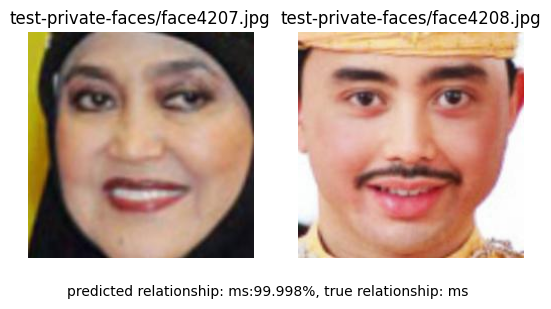 test-private-faces/face4207.jpg test-private-faces/face4208.jpg
predicted relationship: ms:99.998%, true relationship: ms